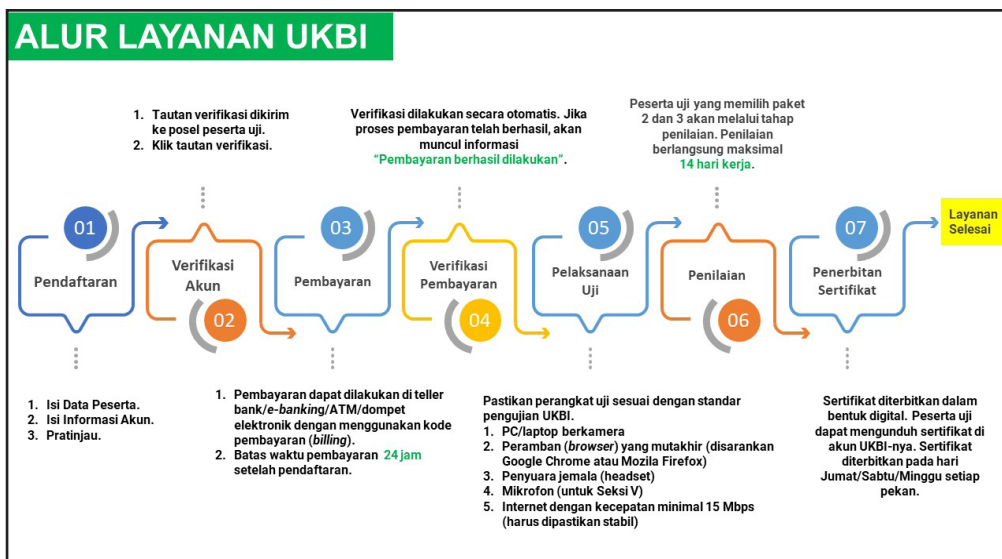 ALUR LAYANAN UKBI
1. Tautan verifikasi dikirim
ke posel peserta uji.
2. Klik tautan verifikasi.
Verifikasi dilakukan secara otomatis. Jika
proses pembayaran telah berhasil, akan
muncul informasi
“Pembayaran berhasil dilakukan”.
Peserta uji yang memilih paket
2 dan 3 akan melalui tahap
penilaian. Penilaian
berlangsung maksimal
14 hari kerja.
01
Pendaftaran
Verifikasi
Akun
02
03
Pembayaran
Verifikasi
Pembayaran
04
05
Pelaksanaan
Uji
Penilaian
06
07
Penerbitan
Sertifikat
Layanan
Selesai
1. Isi Data Peserta.
2. Isi Informasi Akun.
3. Pratinjau.
1. Pembayaran dapat dilakukan di teller
bank/e-banking/ATM/dompet
elektronik dengan menggunakan kode
pembayaran (billing).
2. Batas waktu pembayaran 24 jam
setelah pendaftaran.
Pastikan perangkat uji sesuai dengan standar
pengujian UKBI.
1. PC/laptop berkamera
2. Peramban (browser) yang mutakhir (disarankan
Google Chrome atau Mozila Firefox)
3. Penyuara jemala (headset)
4. Mikrofon (untuk Seksi V)
5. Internet dengan kecepatan minimal 15 Mbps
(harus dipastikan stabil)
Sertifikat diterbitkan dalam
bentuk digital. Peserta uji
dapat mengunduh sertifikat di
akun UKBI-nya. Sertifikat
diterbitkan pada hari
Jumat/Sabtu/Minggu setiap
pekan.